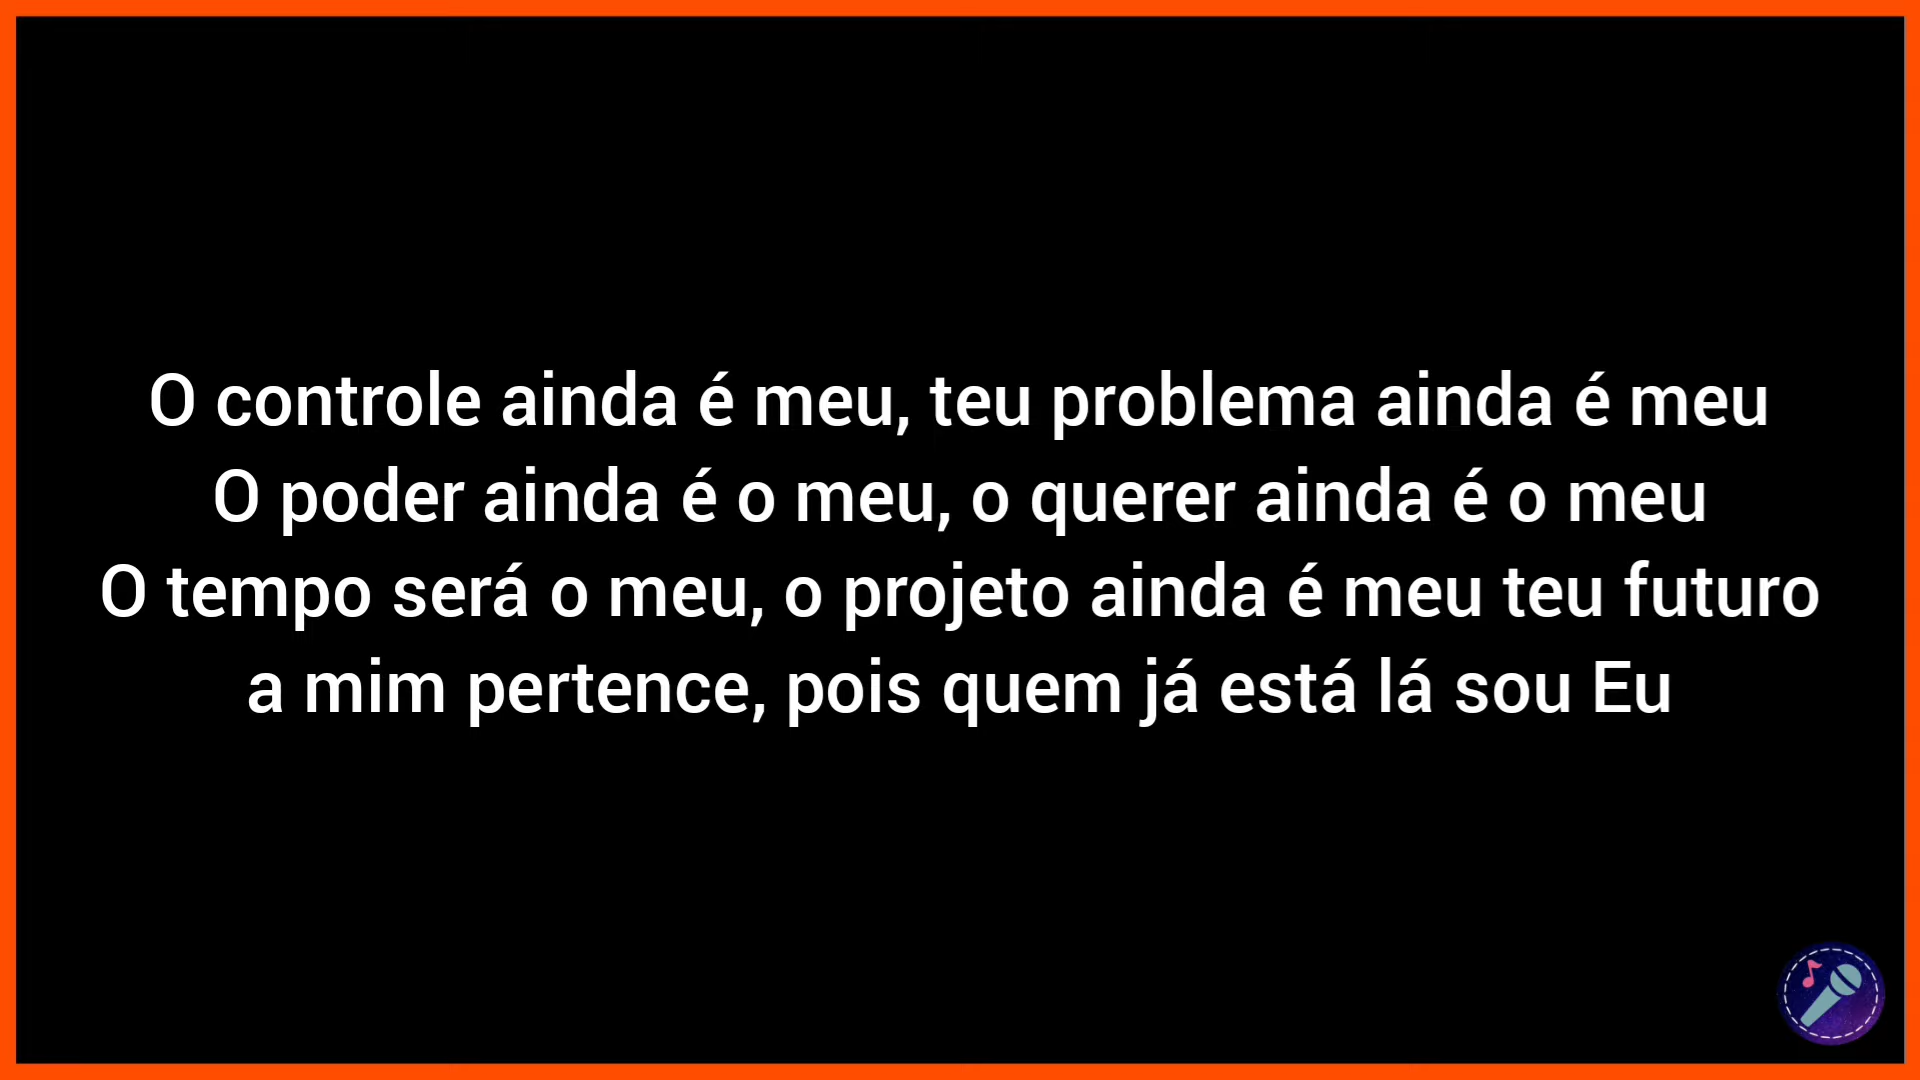 O controle ainda é meu, teu problema ainda é meu
O poder ainda é o meu, o querer ainda é o meu
O tempo será o meu, o projeto ainda é meu teu futuro
a mim pertence, pois quem já está lá sou Eu